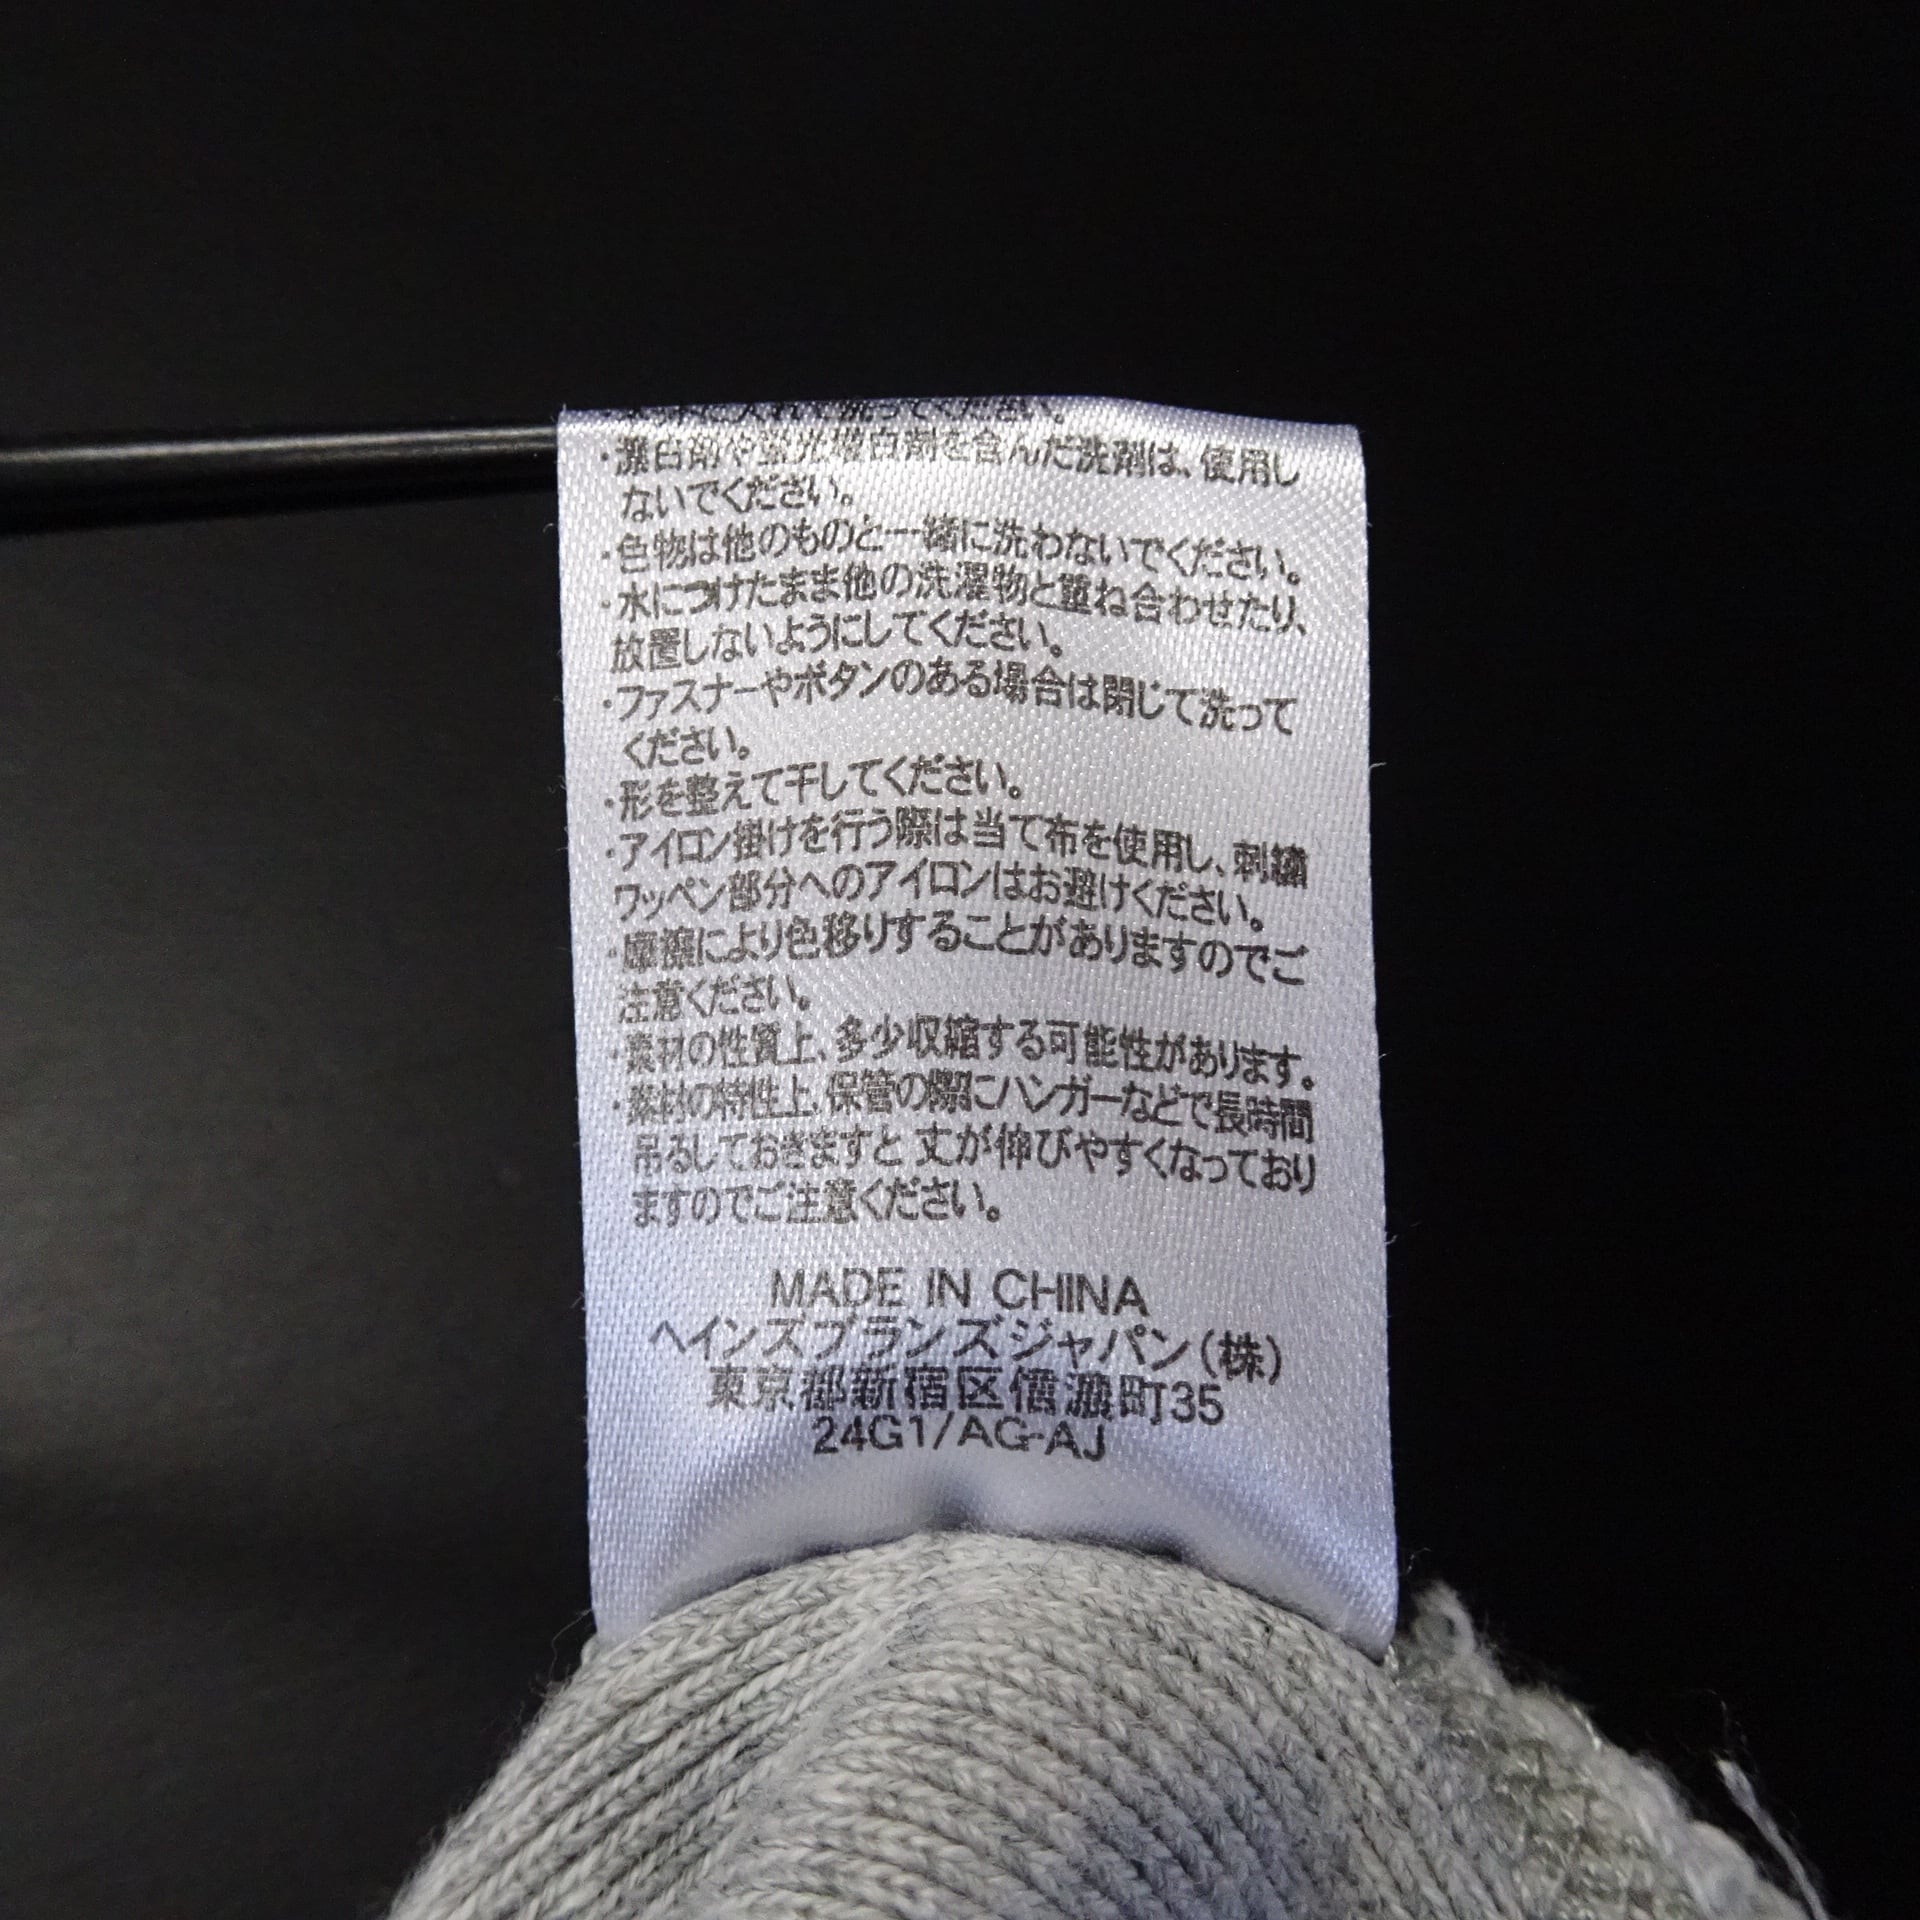 入れて洗ってください。
・漂白剤や蛍光増白剤を含んだ洗剤は、使用し
ないでください。
・色物は他のものと一緒に洗わないでください。
・水につけたまま他の洗濯物と重ね合わせたり、
放置しないようにしてください。
・ファスナーやボタンのある場合は閉じて洗って
ください。
・形を整えて干してください。
・アイロン掛けを行う際は当て布を使用し、刺繍
ワッペン部分へのアイロンはお避けください。
・摩擦により色移りすることがありますのでご
注意ください。
・素材の性質上、多少収縮する可能性があります。
・素材の特性上、保管の際にハンガーなどで長時間
吊るしておきますと丈が伸びやすくなっており
ますのでご注意ください。
MADE IN CHINA
ヘインズブランズジャパン(株)
東京都新宿区信濃町35
24G1/AG-AJ